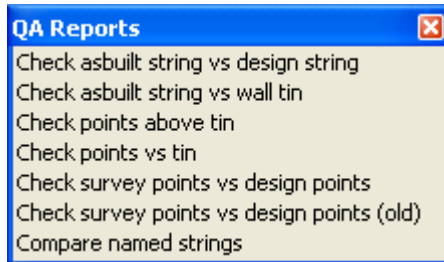 QA Reports
Check asbuilt string vs design string
Check asbuilt string vs wall tin
Check points above tin
Check points vs tin
Check survey points vs design points
Check survey points vs design points (old)
Compare named strings